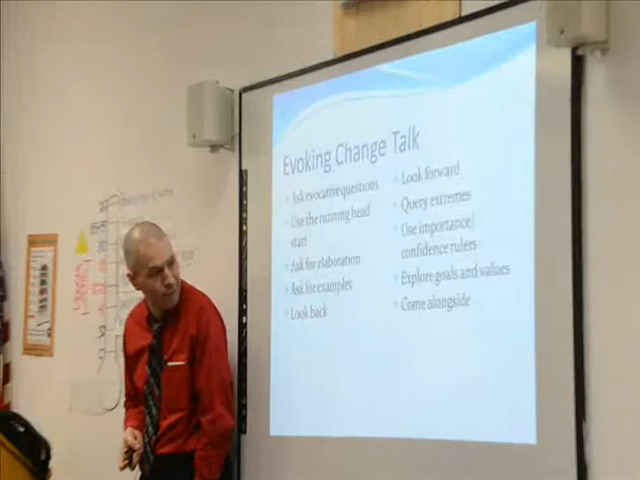 Evoking Change Talk
Ask evocative questions
Use the running head
start
Ask for elaboration
Ask for examples
Look back
Look forward
Query extremes
Use importance/
confidence rulers
Explore goals and values
Come alongside